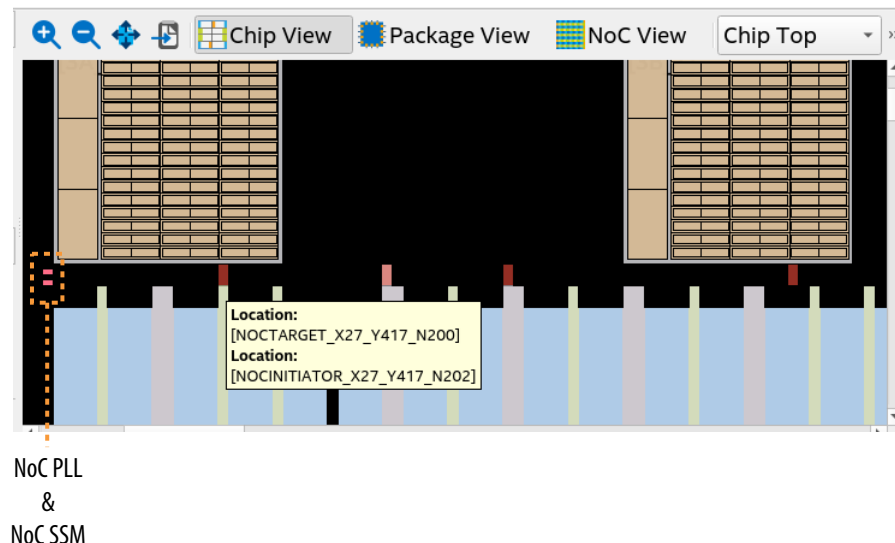 Chip View
Package View
NoC View
Chip Top
Location:
[NOCTARGET_X27_Y417_N200]
Location:
[NOCINITIATOR_X27_Y417_N202]
NoC PLL
&
NoC SSM